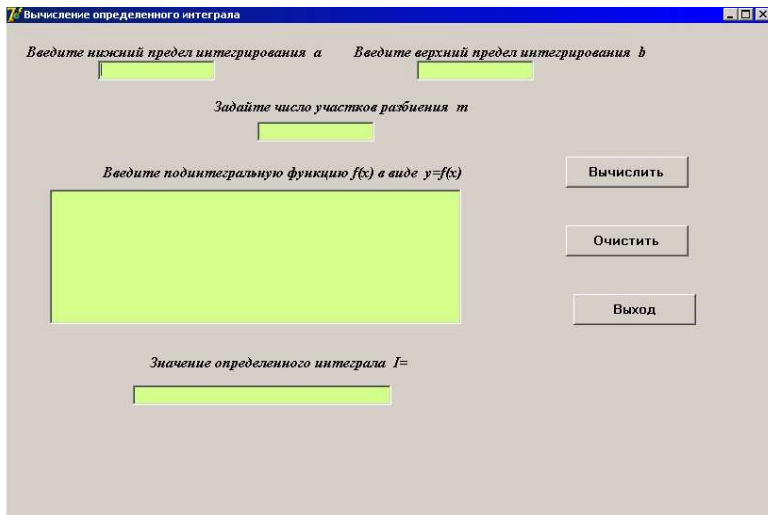 Вычисление определенного интеграла
Введите нижний предел интегрирования a Введите верхний предел интегрирования b
Задайте число участков разбиения m
Введите подинтегральную функцию f(x) в виде y=f(x)
Вычислить
Очистить
Выход
Значение определенного интеграла I=